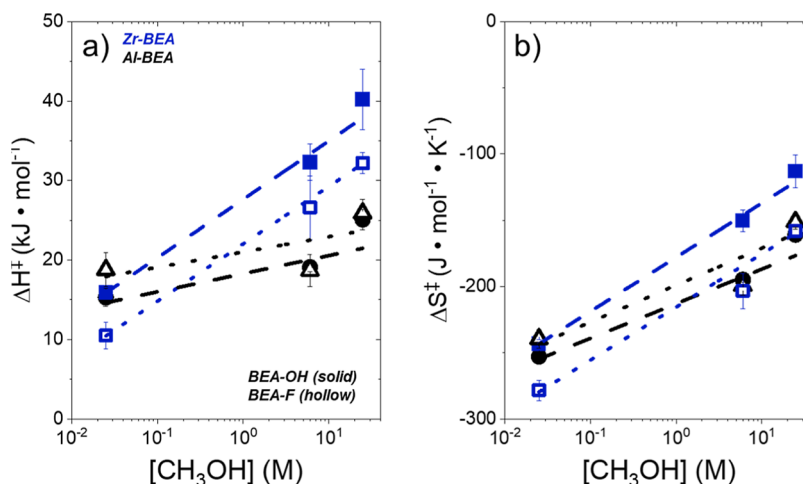 a)
Zr-BEA
Al-BEA
50
40
30
20
10
0
ΔH‡ (kJ • mol⁻¹)
BEA-OH (solid)
BEA-F (hollow)
10⁻² 10⁻¹ 10⁰ 10¹
[CH₃OH] (M)
b)
0
-100
-200
-300
ΔS‡ (J • mol⁻¹ • K⁻¹)
10⁻² 10⁻¹ 10⁰ 10¹
[CH₃OH] (M)